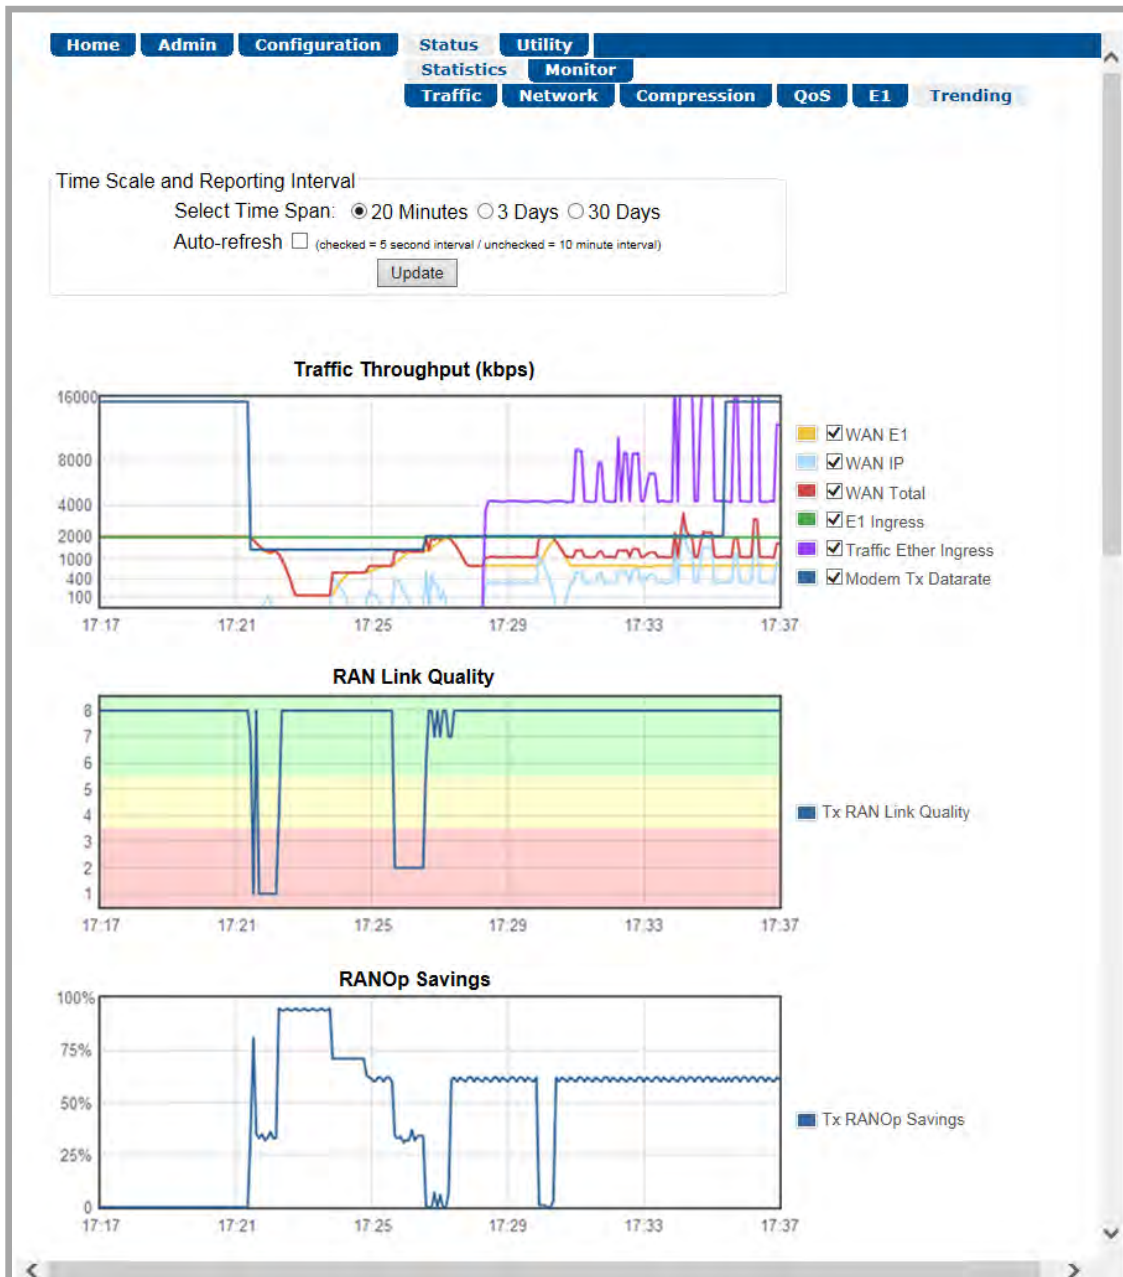 Home Admin Configuration Status Utility
Statistics Monitor
Traffic Network Compression QoS E1 Trending
Time Scale and Reporting Interval
Select Time Span: 20 Minutes 3 Days 30 Days
Auto-refresh (checked = 5 second interval / unchecked = 10 minute interval)
Update
Traffic Throughput (kbps)
16000
8000
4000
2000
1000
400
100
17:17 17:21 17:25 17:29 17:33 17:37
WAN E1
WAN IP
WAN Total
E1 Ingress
Traffic Ether Ingress
Modem Tx Datarate
RAN Link Quality
8
7
6
5
4
3
2
1
17:17 17:21 17:25 17:29 17:33 17:37
Tx RAN Link Quality
RANOp Savings
100%
75%
50%
25%
0
17:17 17:21 17:25 17:29 17:33 17:37
Tx RANOp Savings